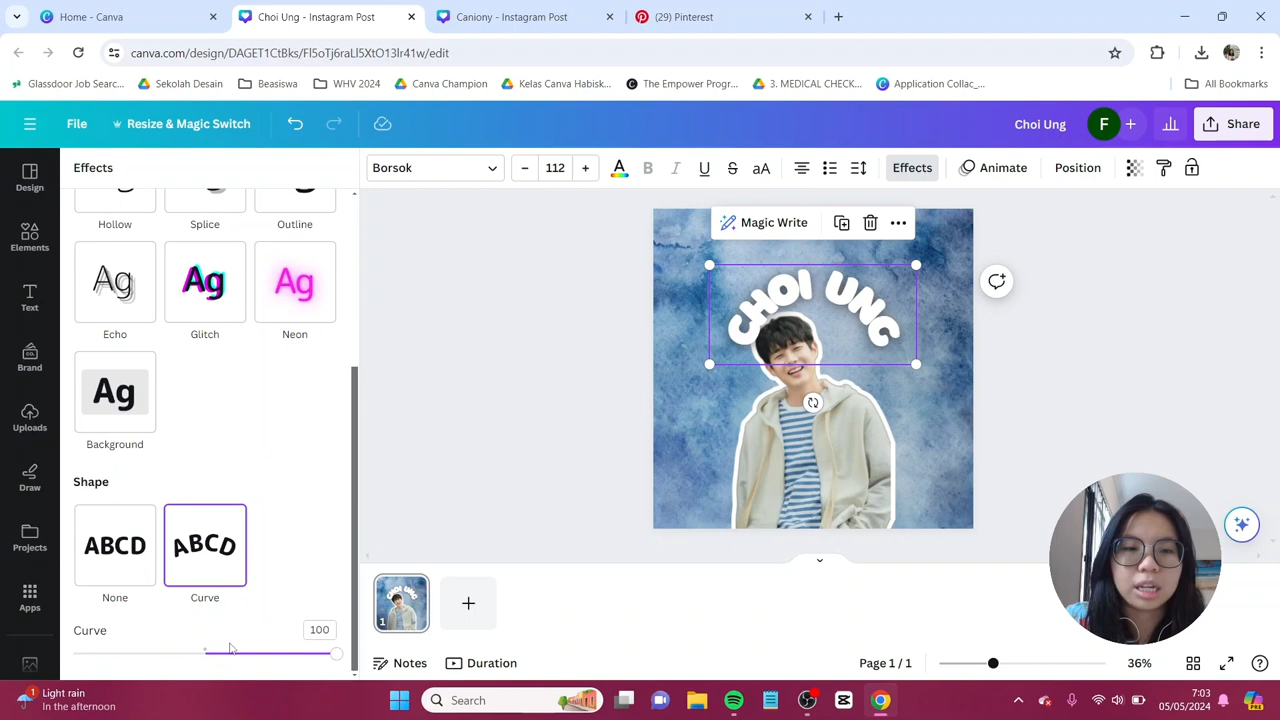 Home - Canva
Choi Ung - Instagram Post
Caniony - Instagram Post
(29) Pinterest
canva.com/design/DAGET1CtBks/Fl5oTj6raLl5XtO13Ir41w/edit
Glassdoor Job Searc...
Sekolah Desain
Beasiswa
WHV 2024
Canva Champion
Kelas Canva Habisk...
The Empower Progr...
3. MEDICAL CHECK...
Application Collac_...
All Bookmarks
File
Resize & Magic Switch
Choi Ung
F
Share
Effects
Borsok
112
A
B
I
U
S
aA
Effects
Animate
Position
Design
Elements
Text
Brand
Uploads
Draw
Projects
Apps
Hollow
Splice
Outline
Ag
Ag
Ag
Echo
Glitch
Neon
Ag
Background
Shape
ABCD
ABCD
None
Curve
Curve
100
Magic Write
CHOI UNG
1
Notes
Duration
Page 1 / 1
36%
1
Light rain
In the afternoon
Search
7:03
05/05/2024